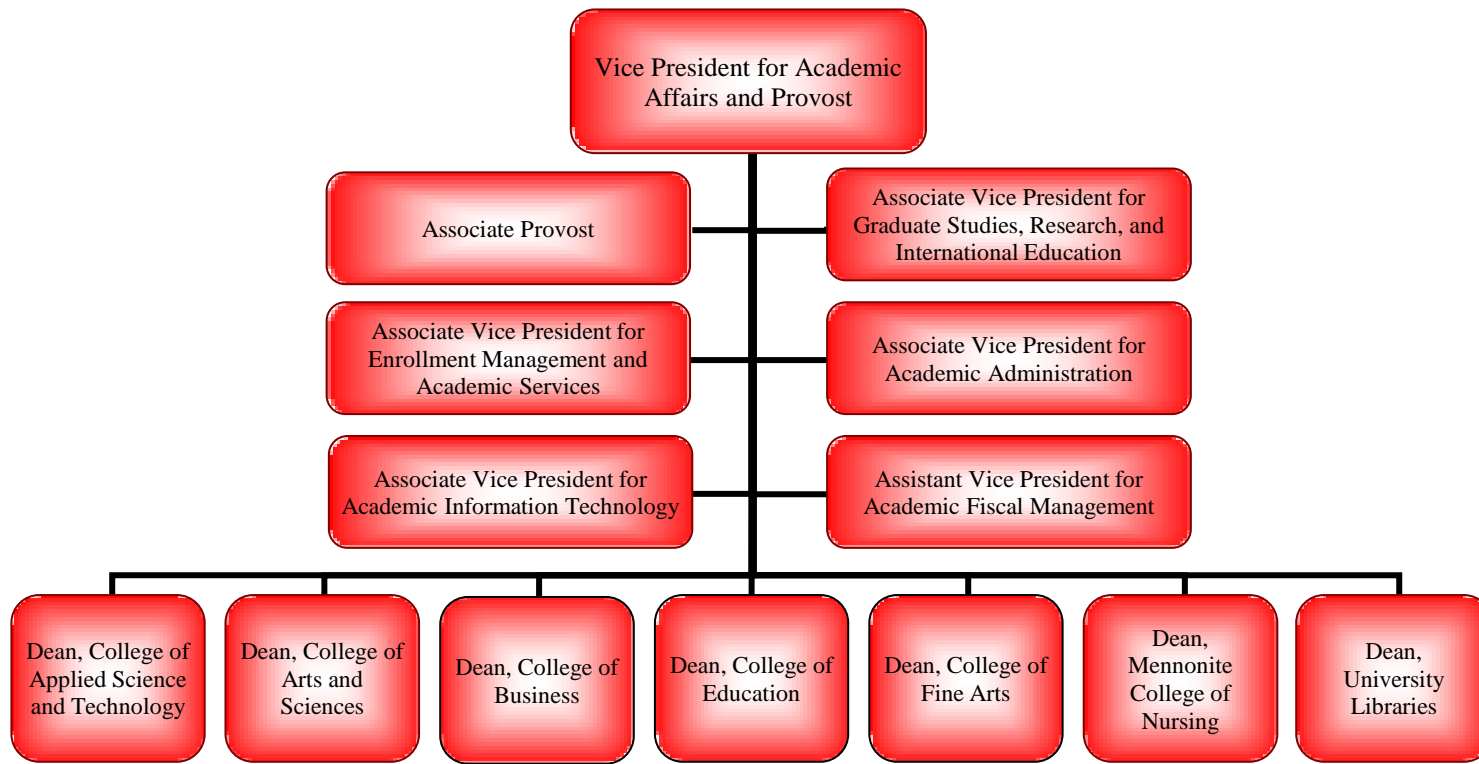 Vice President for Academic
Affairs and Provost
Associate Provost
Associate Vice President for
Graduate Studies, Research, and
International Education
Associate Vice President for
Enrollment Management and
Academic Services
Associate Vice President for
Academic Administration
Associate Vice President for
Academic Information Technology
Assistant Vice President for
Academic Fiscal Management
Dean, College of
Applied Science
and Technology
Dean, College of
Arts and
Sciences
Dean, College of
Business
Dean, College of
Education
Dean, College of
Fine Arts
Dean,
Mennonite
College of
Nursing
Dean,
University
Libraries